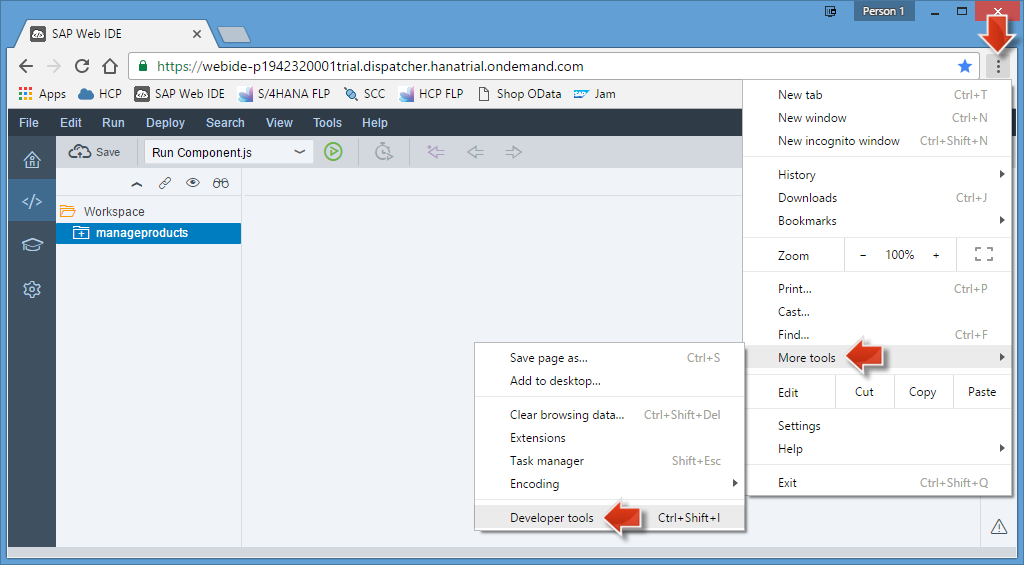 Person 1
SAP Web IDE
https://webide-p1942320001trial.dispatcher.hanatrial.ondemand.com
Apps HCP SAP Web IDE S/4HANA FLP SCC HCP FLP Shop OData Jam
File Edit Run Deploy Search View Tools Help
Save Run Component.js
Workspace
manageproducts
New tab Ctrl+T
New window Ctrl+N
New incognito window Ctrl+Shift+N
History
Downloads Ctrl+J
Bookmarks
Zoom - 100% +
Print... Ctrl+P
Cast...
Find... Ctrl+F
More tools
Edit Cut Copy Paste
Settings
Help
Exit Ctrl+Shift+Q
Save page as... Ctrl+S
Add to desktop...
Clear browsing data... Ctrl+Shift+Del
Extensions
Task manager Shift+Esc
Encoding
Developer tools Ctrl+Shift+I